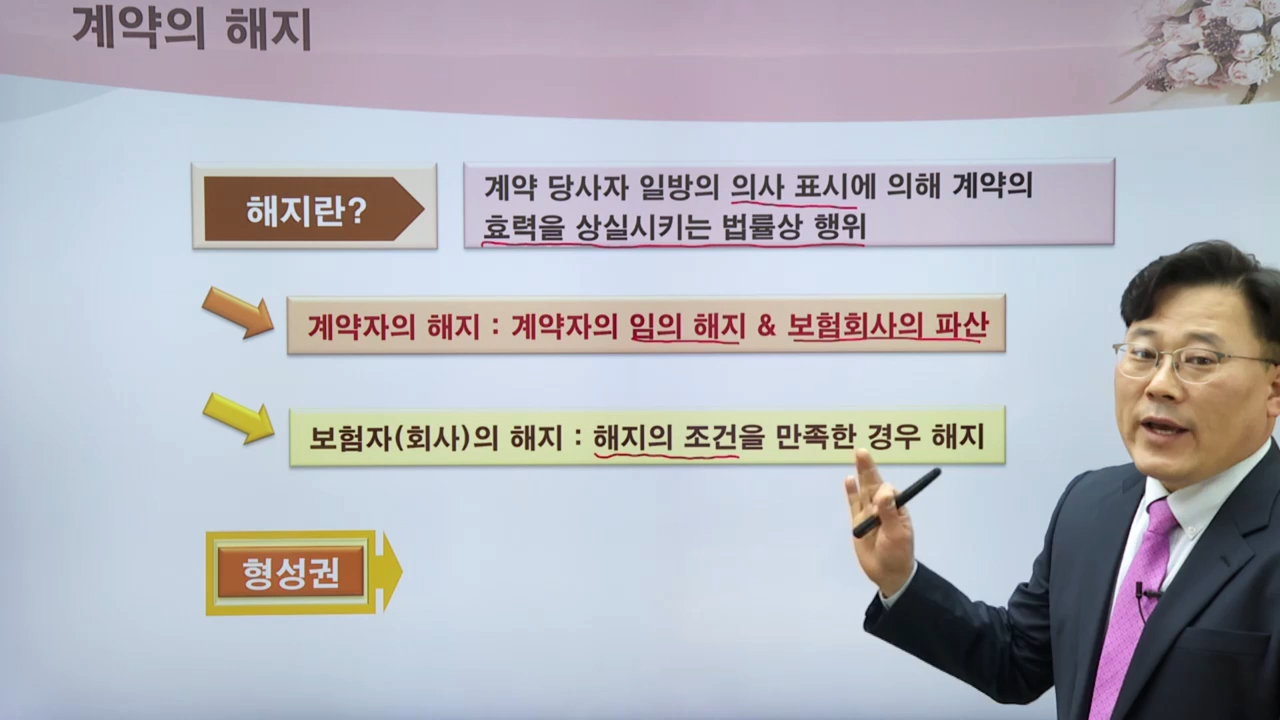 계약의 해지
해지란?
계약 당사자 일방의 의사 표시에 의해 계약의
효력을 상실시키는 법률상 행위
계약자의 해지 : 계약자의 임의 해지 & 보험회사의 파산
보험자(회사)의 해지 : 해지의 조건을 만족한 경우 해지
형성권